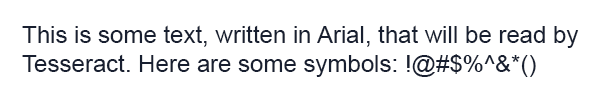 This is some text, written in Arial, that will be read by
Tesseract. Here are some symbols: !@#$%^&*()